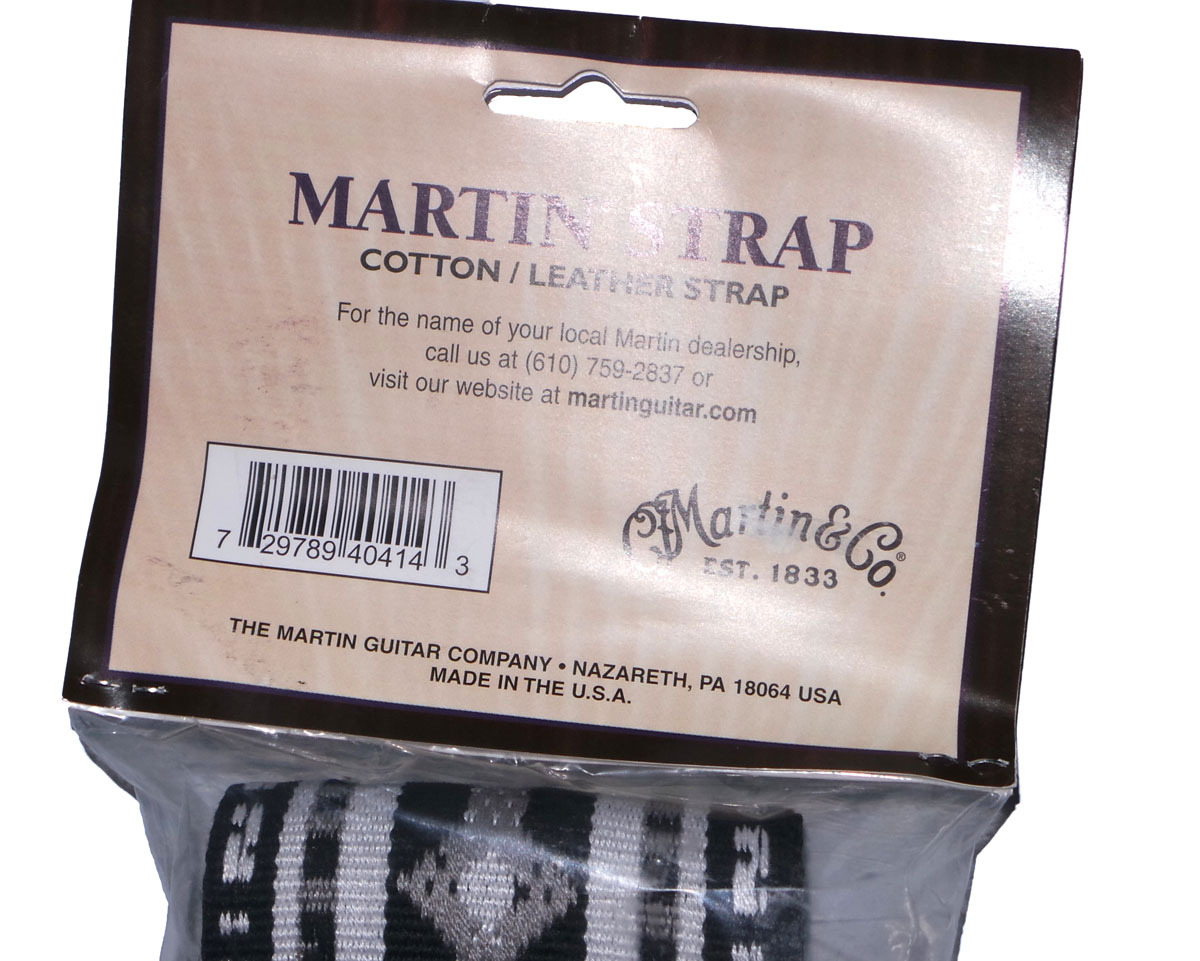 MARTIN STRAP
COTTON / LEATHER STRAP
For the name of your local Martin dealership,
call us at (610) 759-2837 or
visit our website at martinguitar.com
7 29789 40414 3
CF Martin & Co.®
EST. 1833
THE MARTIN GUITAR COMPANY • NAZARETH, PA 18064 USA
MADE IN THE U.S.A.